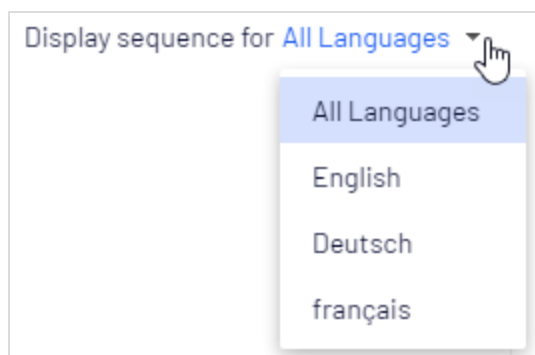 Display sequence for All Languages
All Languages
English
Deutsch
français